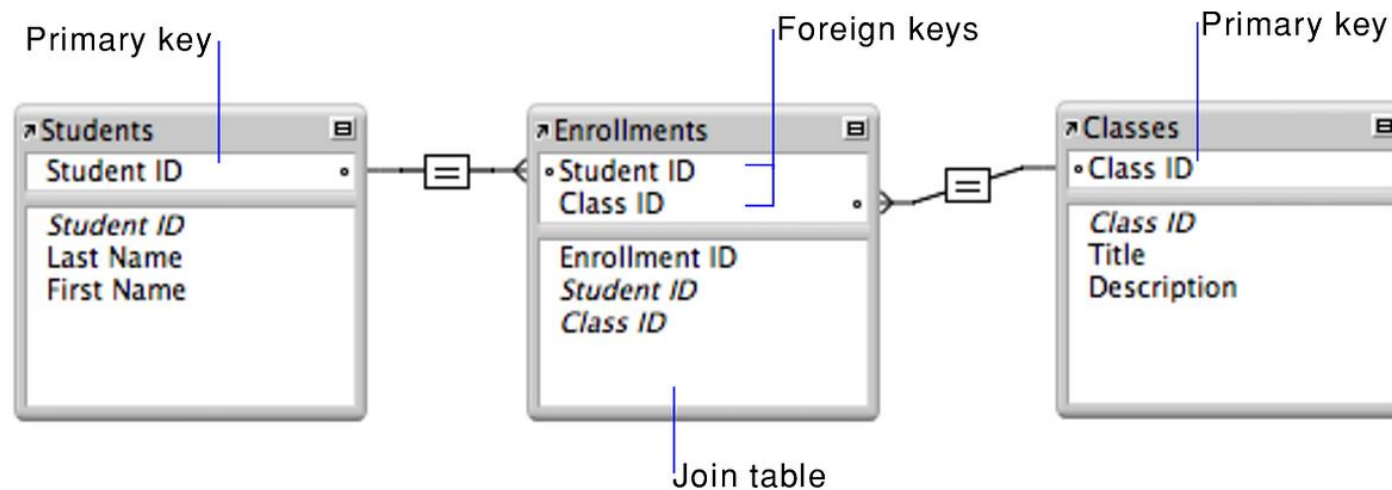 Primary key
Foreign keys
Primary key
Students
Student ID
Student ID
Last Name
First Name
Enrollments
Student ID
Class ID
Enrollment ID
Student ID
Class ID
Classes
Class ID
Class ID
Title
Description
Join table